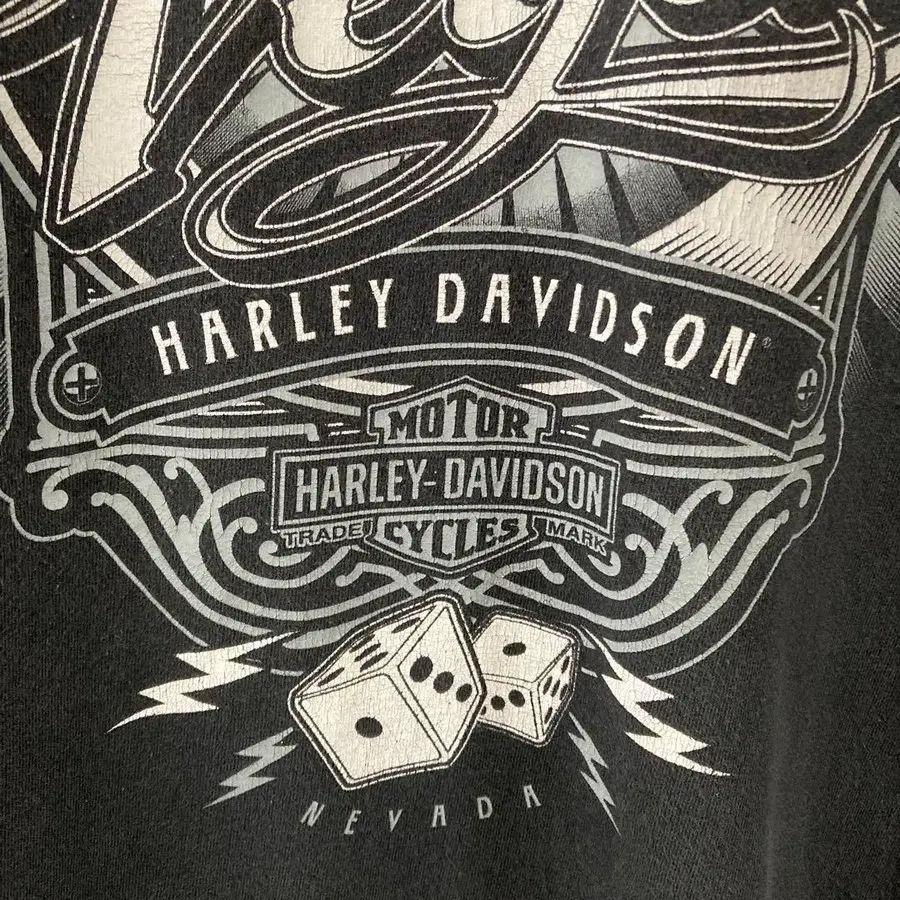 HARLEY DAVIDSON®
MOTOR
HARLEY-DAVIDSON
TRADE CYCLES MARK
NEVADA